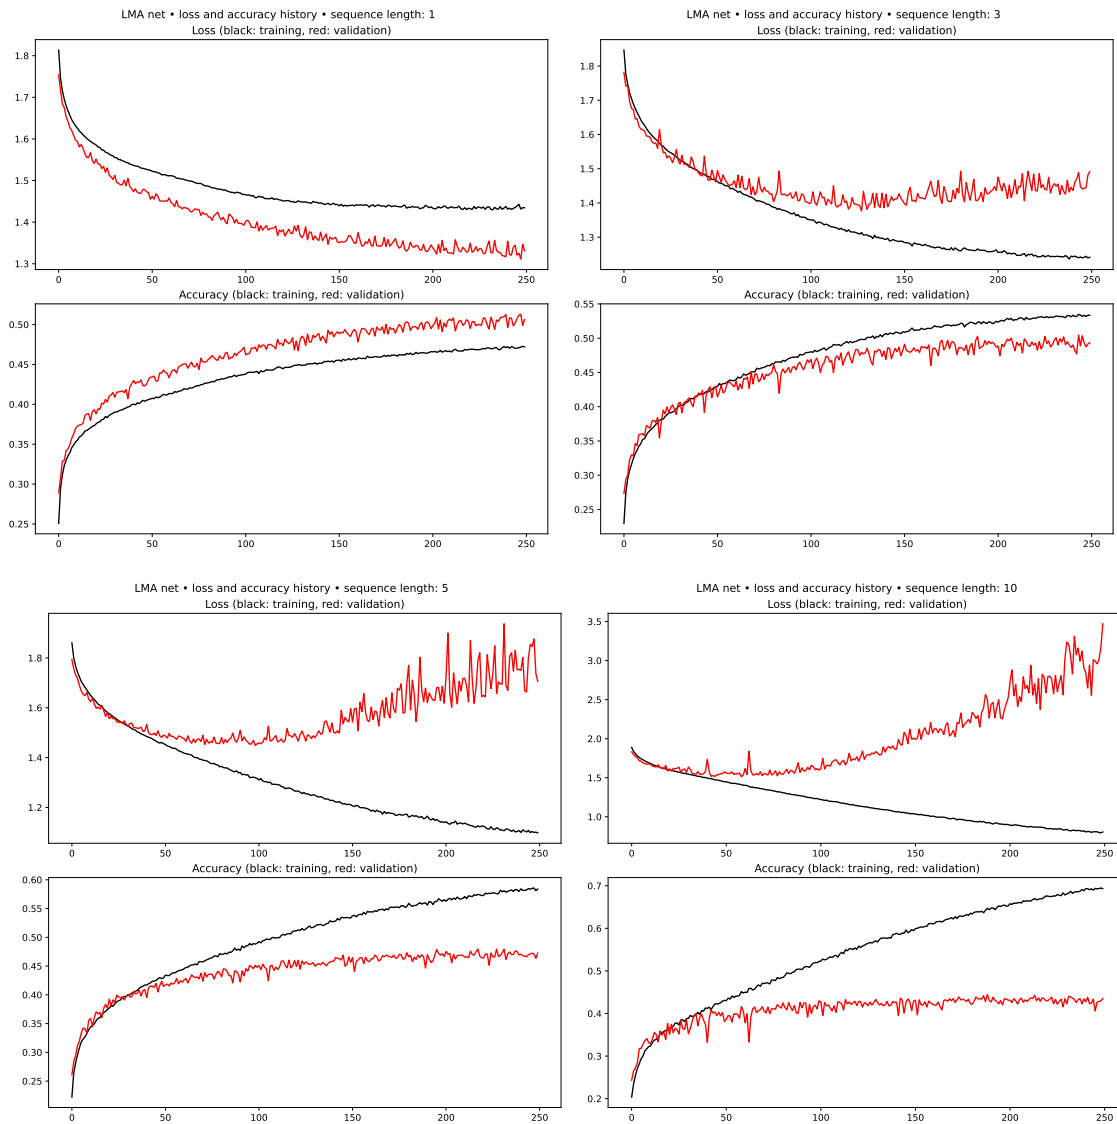 LMA net • loss and accuracy history • sequence length: 1
Loss (black: training, red: validation)
1.8
1.7
1.6
1.5
1.4
1.3
0 50 100 150 200 250
Accuracy (black: training, red: validation)
0.50
0.45
0.40
0.35
0.30
0.25
0 50 100 150 200 250
LMA net • loss and accuracy history • sequence length: 3
Loss (black: training, red: validation)
1.8
1.7
1.6
1.5
1.4
1.3
0 50 100 150 200 250
Accuracy (black: training, red: validation)
0.55
0.50
0.45
0.40
0.35
0.30
0.25
0 50 100 150 200 250
LMA net • loss and accuracy history • sequence length: 5
Loss (black: training, red: validation)
1.8
1.6
1.4
1.2
0 50 100 150 200 250
Accuracy (black: training, red: validation)
0.60
0.55
0.50
0.45
0.40
0.35
0.30
0.25
0 50 100 150 200 250
LMA net • loss and accuracy history • sequence length: 10
Loss (black: training, red: validation)
3.5
3.0
2.5
2.0
1.5
1.0
0 50 100 150 200 250
Accuracy (black: training, red: validation)
0.7
0.6
0.5
0.4
0.3
0.2
0 50 100 150 200 250